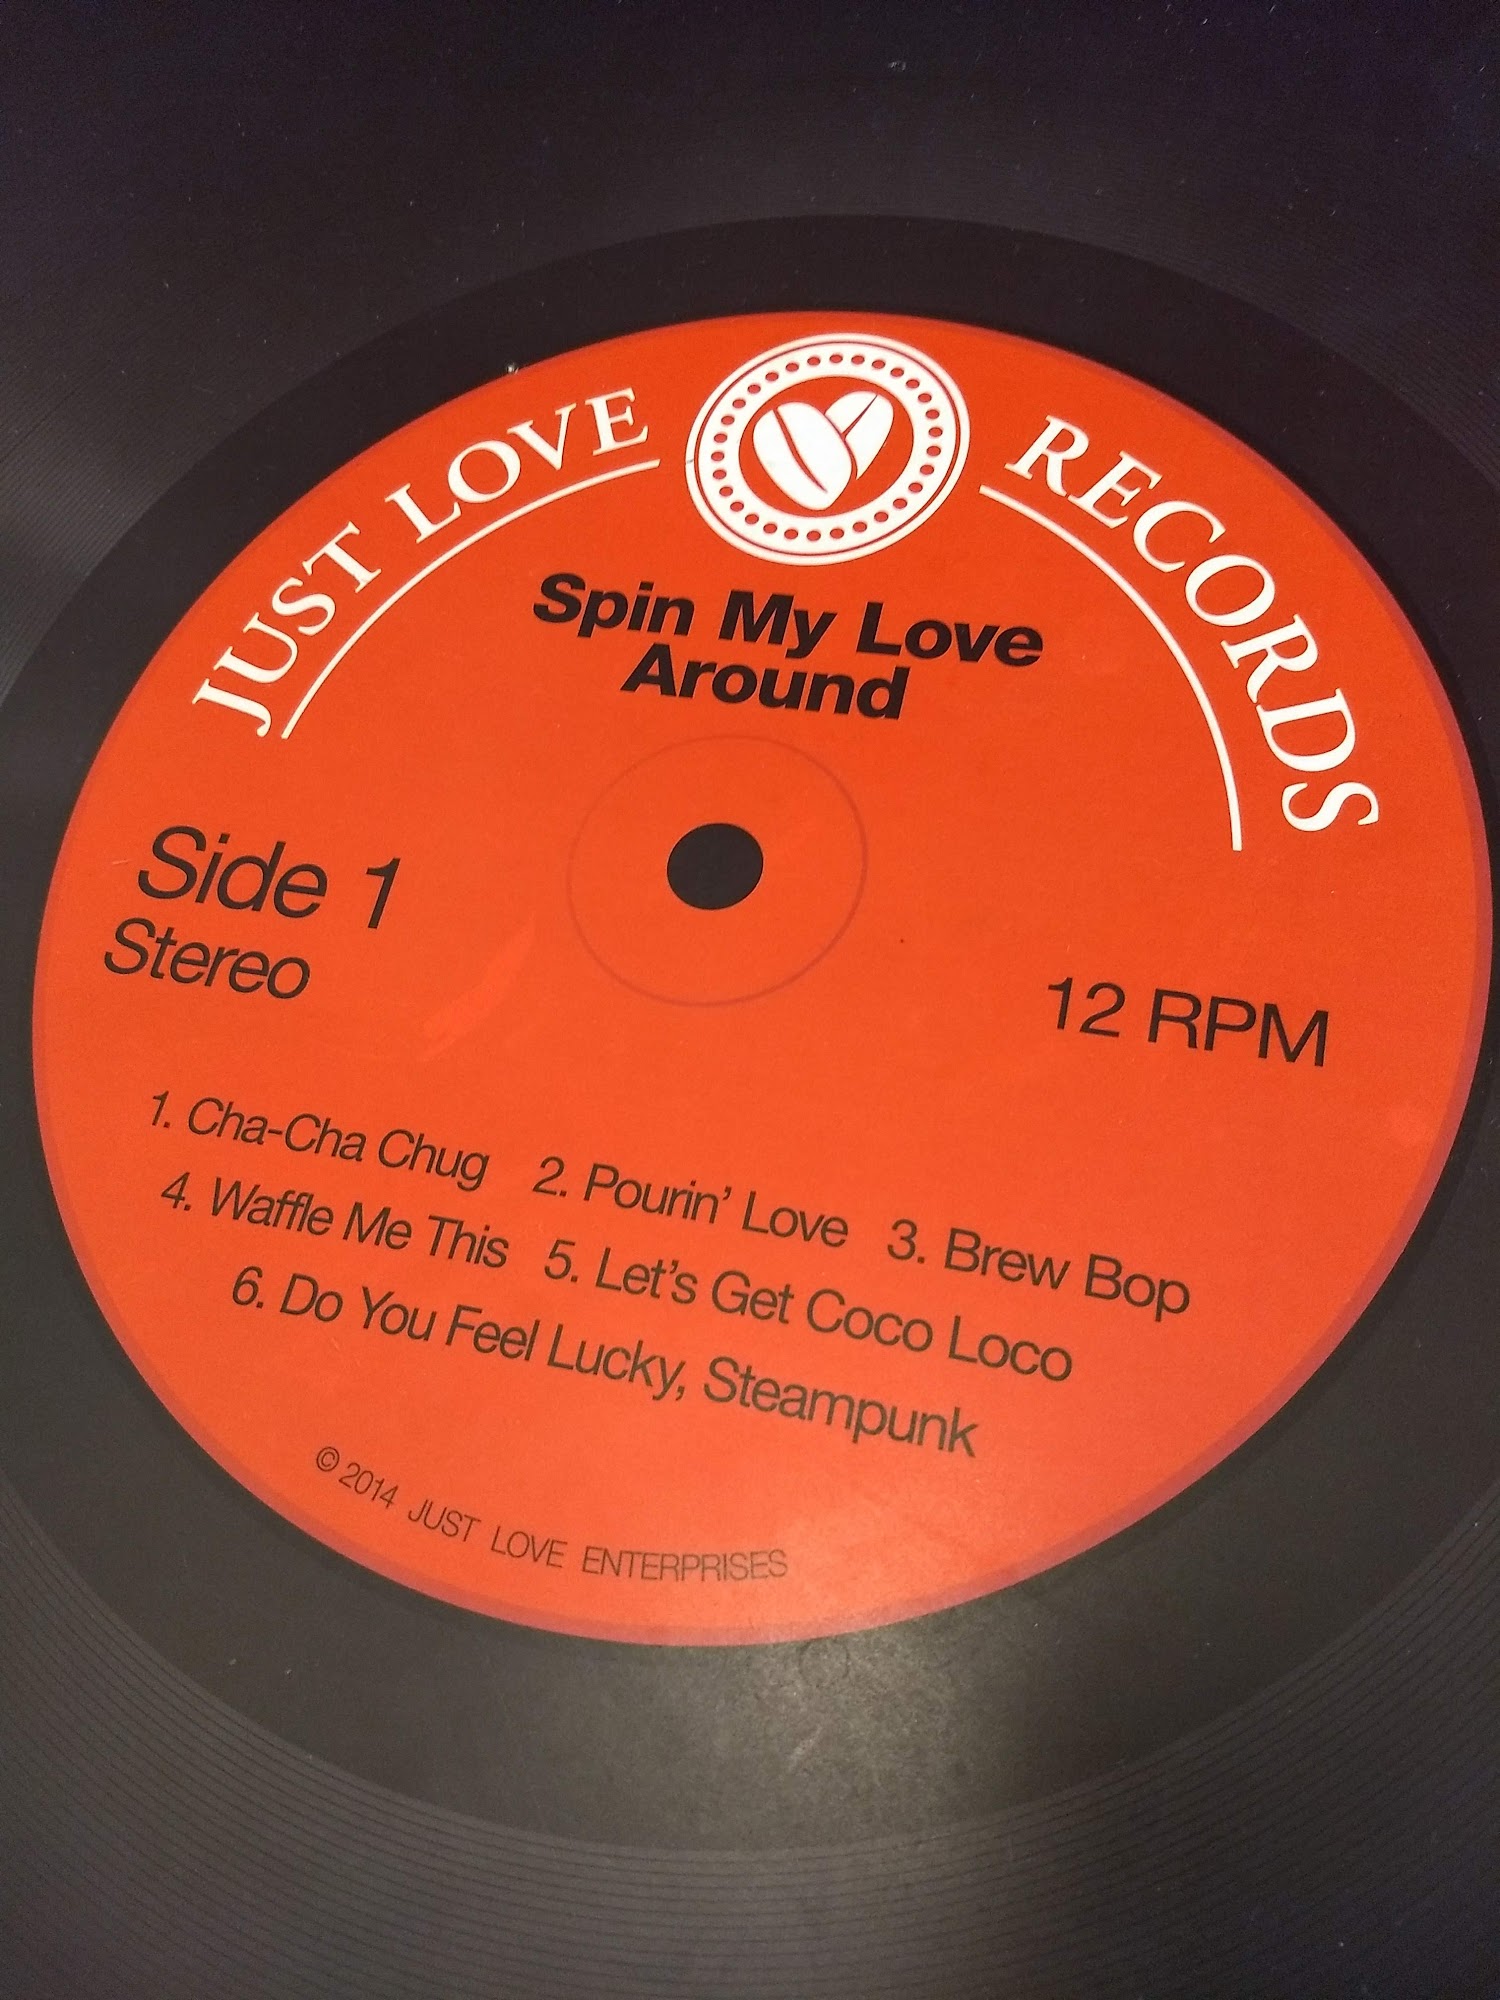 JUST LOVE RECORDS
Spin My Love
Around
Side 1
Stereo
12 RPM
1. Cha-Cha Chug 2. Pourin’ Love 3. Brew Bop
4. Waffle Me This 5. Let’s Get Coco Loco
6. Do You Feel Lucky, Steampunk
© 2014 JUST LOVE ENTERPRISES